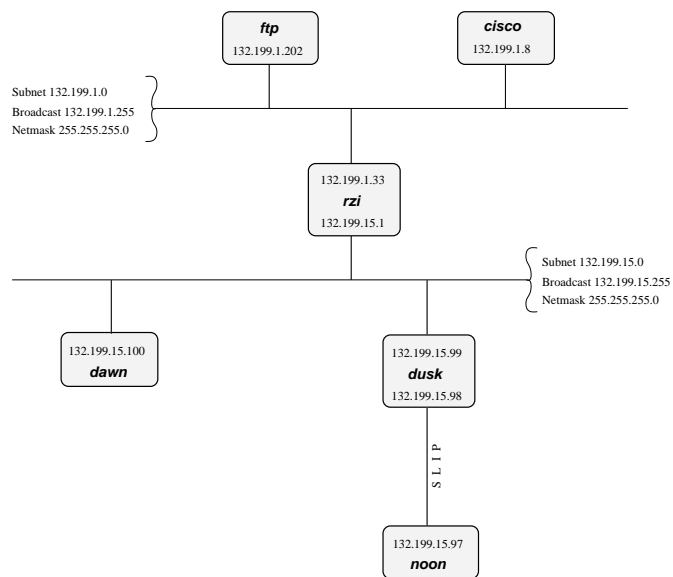 ftp
132.199.1.202
cisco
132.199.1.8
Subnet 132.199.1.0
Broadcast 132.199.1.255
Netmask 255.255.255.0
132.199.1.33
rzi
132.199.15.1
Subnet 132.199.15.0
Broadcast 132.199.15.255
Netmask 255.255.255.0
132.199.15.100
dawn
132.199.15.99
dusk
132.199.15.98
SLIP
132.199.15.97
noon